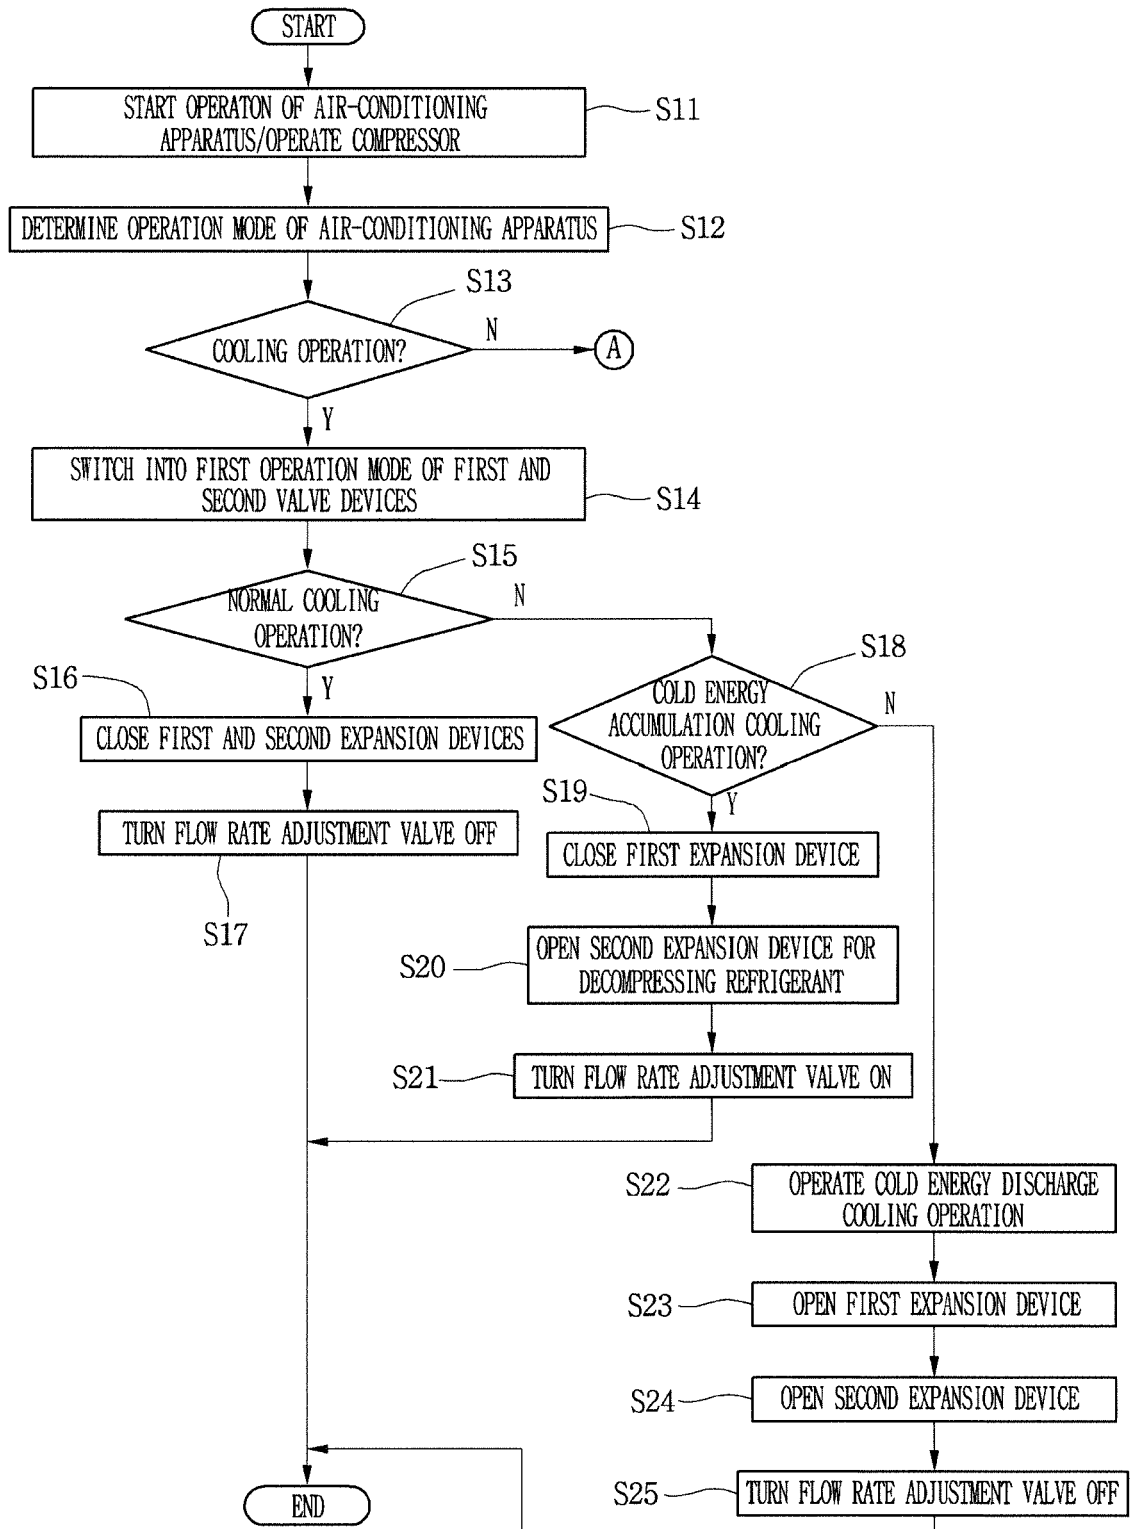 START
START OPERATON OF AIR-CONDITIONING
APPARATUS/OPERATE COMPRESSOR
S11
DETERMINE OPERATION MODE OF AIR-CONDITIONING APPARATUS
S12
S13
COOLING OPERATION?
N
A
Y
SWITCH INTO FIRST OPERATION MODE OF FIRST AND
SECOND VALVE DEVICES
S14
S15
NORMAL COOLING
OPERATION?
N
Y
S16
CLOSE FIRST AND SECOND EXPANSION DEVICES
TURN FLOW RATE ADJUSTMENT VALVE OFF
S17
S18
COLD ENERGY
ACCUMULATION COOLING
OPERATION?
N
Y
S19
CLOSE FIRST EXPANSION DEVICE
S20
OPEN SECOND EXPANSION DEVICE FOR
DECOMPRESSING REFRIGERANT
S21
TURN FLOW RATE ADJUSTMENT VALVE ON
S22
OPERATE COLD ENERGY DISCHARGE
COOLING OPERATION
S23
OPEN FIRST EXPANSION DEVICE
S24
OPEN SECOND EXPANSION DEVICE
S25
TURN FLOW RATE ADJUSTMENT VALVE OFF
END